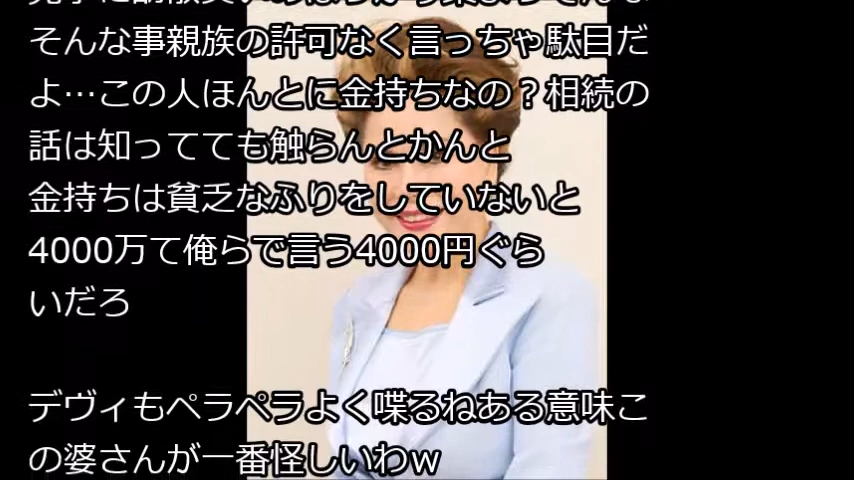 そんな事親族の許可なく言っちゃ駄目だ
よ…この人ほんとに金持ちなの？相続の
話は知ってても触らんとかんと
金持ちは貧乏なふりをしていないと
4000万て俺らで言う4000円ぐら
いだろ
デヴィもペラペラよく喋るねある意味こ
の婆さんが一番怪しいわw